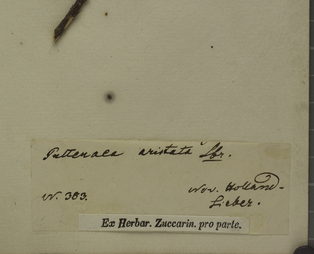 Pultenaea aristata Sbr.
N. 383. Nov. Holland.
Sieber.
Ex Herbar. Zuccarin. pro parte.